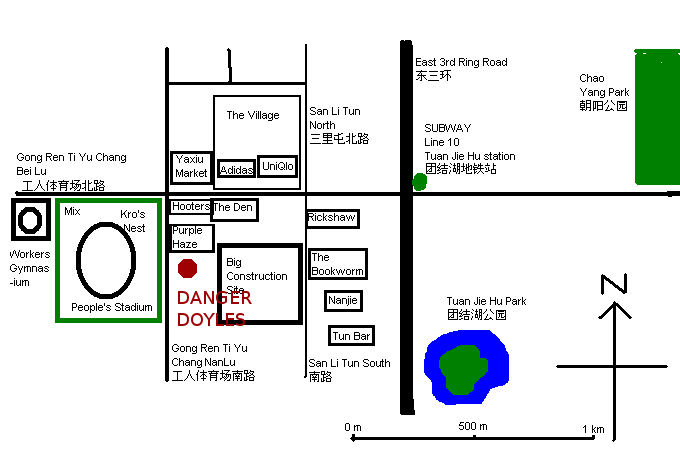 East 3rd Ring Road
东三环
Chao
Yang Park
朝阳公园
The Village
San Li Tun
North
三里屯北路
SUBWAY
Line 10
Tuan Jie Hu station
团结湖地铁站
Gong Ren Ti Yu Chang
Bei Lu
工人体育场北路
Yaxiu
Market
Adidas
UniQlo
Mix
Kro's
Nest
Hooters
The Den
Rickshaw
Purple
Haze
Workers
Gymnas
-ium
Big
Construction
Site
The
Bookworm
DANGER
DOYLES
People's Stadium
Nanjie
Tun Bar
Tuan Jie Hu Park
团结湖公园
N
Gong Ren Ti Yu
Chang NanLu
工人体育场南路
San Li Tun South
南路
0 m
500 m
1 km